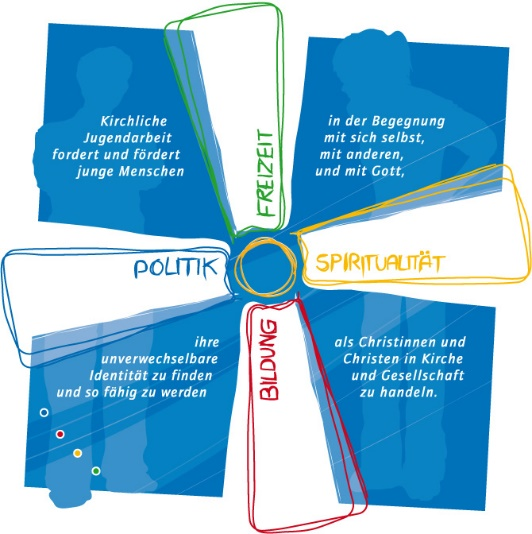 Kirchliche
Jugendarbeit
fordert und fördert
junge Menschen
FREIZEIT
in der Begegnung
mit sich selbst,
mit anderen,
und mit Gott,
POLITIK
SPIRITUALITÄT
ihre
unverwechselbare
Identität zu finden
und so fähig zu werden
BILDUNG
als Christinnen und
Christen in Kirche
und Gesellschaft
zu handeln.